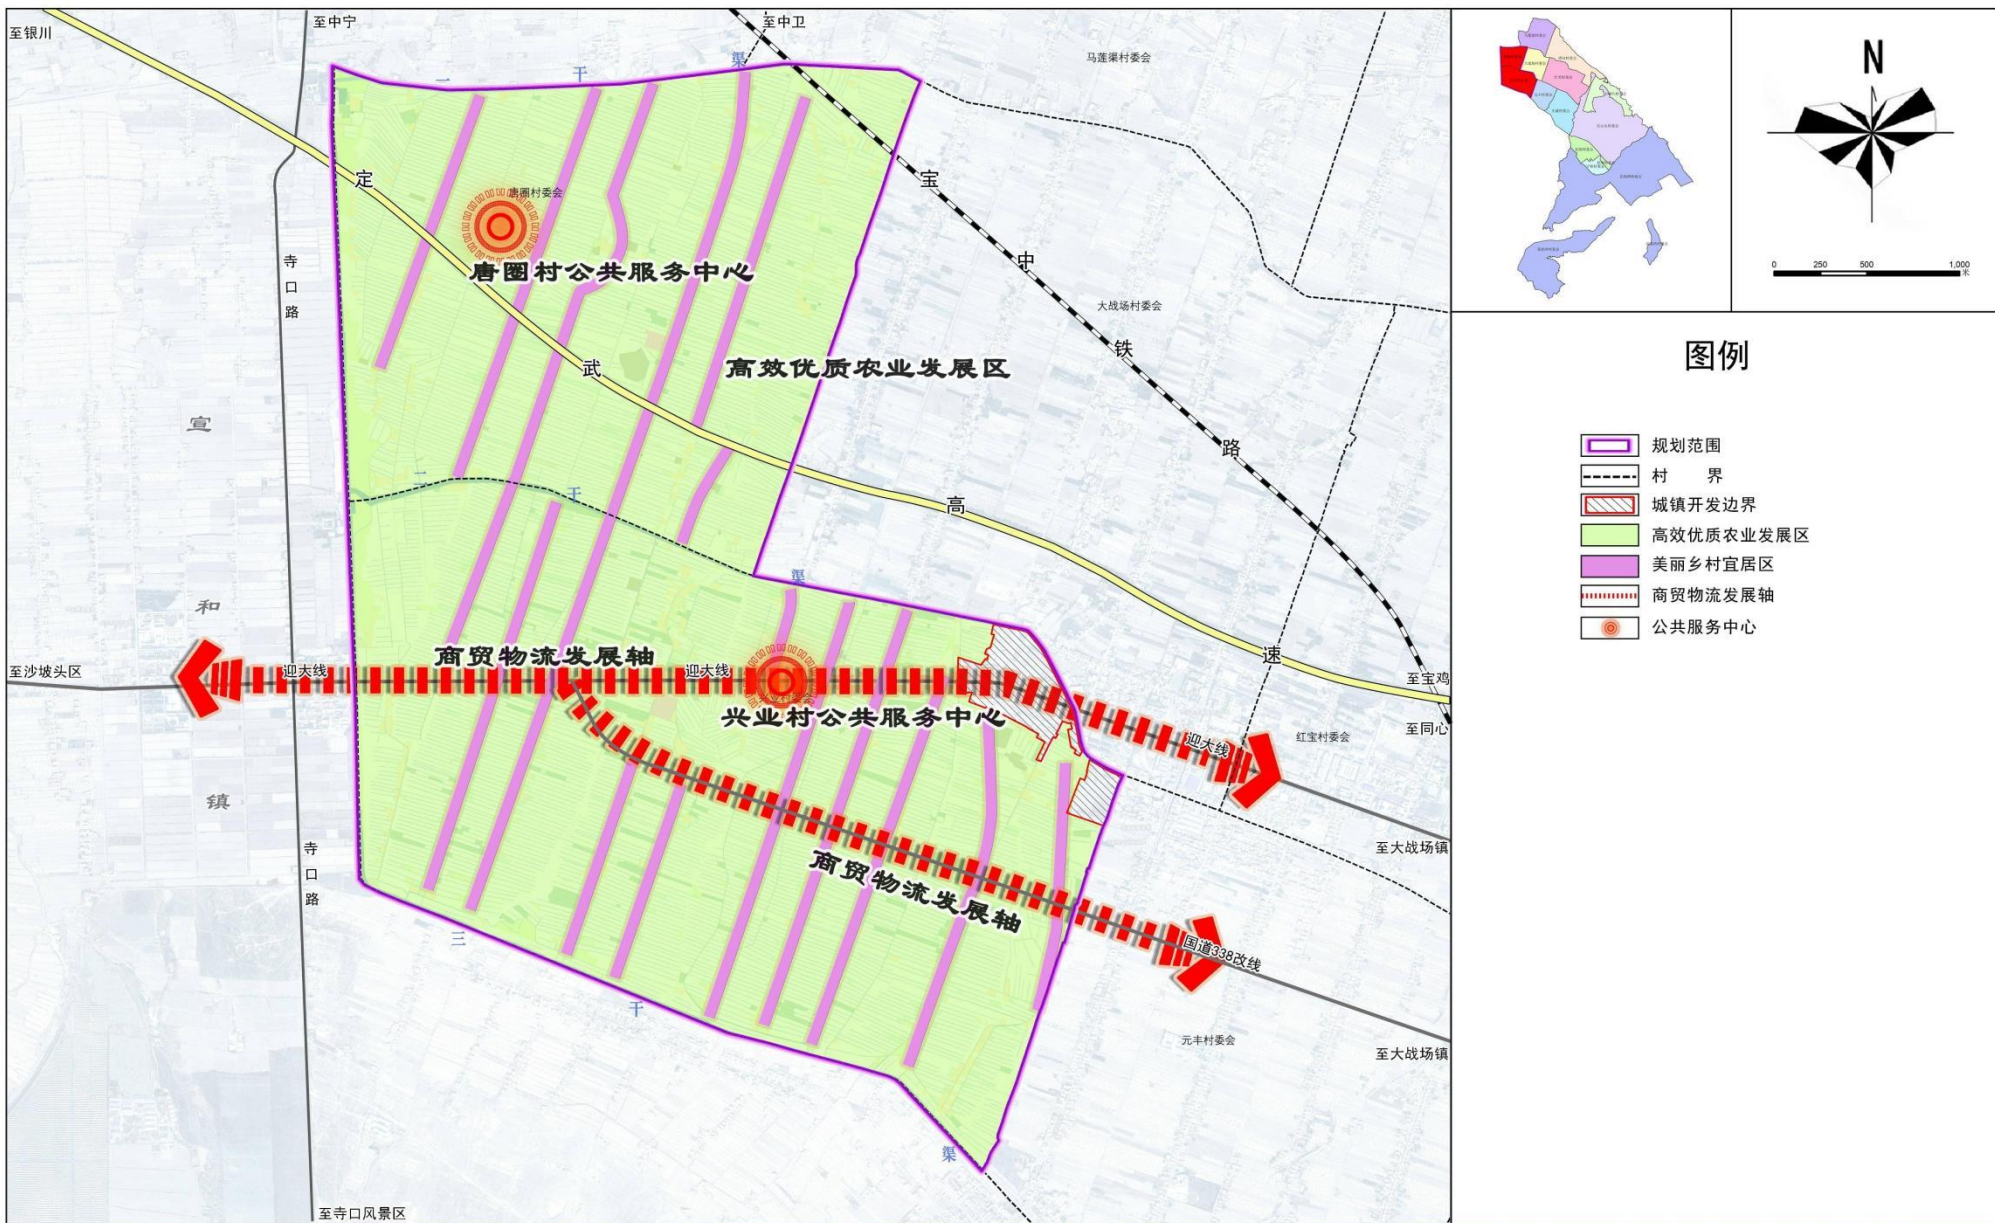 至银川
至中宁
至中卫
马莲渠村委会
一
干
渠
定
唐圈村委会
宝
寺
口
路
唐圈村公共服务中心
中
大战场村委会
铁
武
高效优质农业发展区
宣
路
二
干
高
渠
和
商贸物流发展轴
速
至沙坡头区
迎大线
迎大线
至宝鸡
兴业村公共服务中心
至同心
迎大线
红宝村委会
镇
寺
口
路
至大战场镇
商贸物流发展轴
三
国道338改线
干
元丰村委会
至大战场镇
渠
至寺口风景区
N
0 250 500 1,000
米
图例
规划范围
村 界
城镇开发边界
高效优质农业发展区
美丽乡村宜居区
商贸物流发展轴
公共服务中心